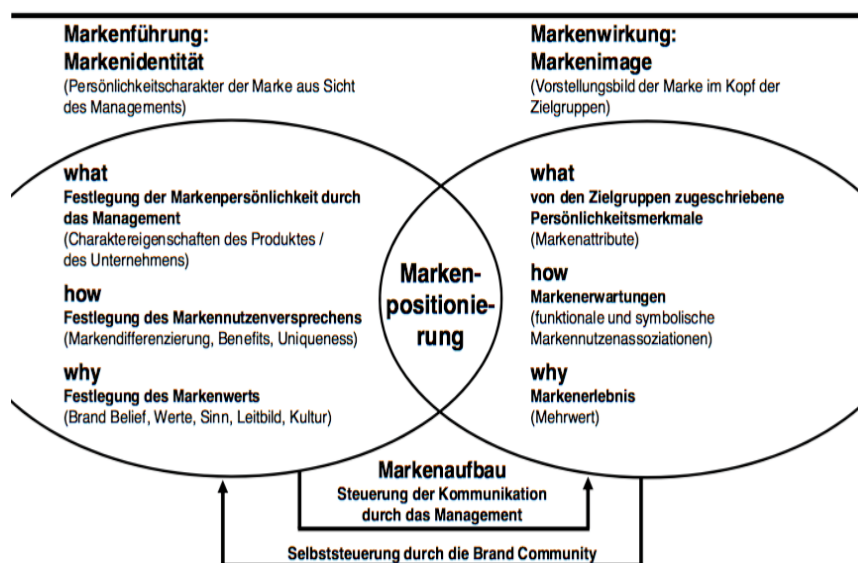 Markenführung:
Markenidentität
(Persönlichkeitscharakter der Marke aus Sicht
des Managements)
what
Festlegung der Markenpersönlichkeit durch
das Management
(Charaktereigenschaften des Produktes /
des Unternehmens)
how
Festlegung des Markennutzenversprechens
(Markendifferenzierung, Benefits, Uniqueness)
why
Festlegung des Markenwerts
(Brand Belief, Werte, Sinn, Leitbild, Kultur)
Marken-
positionie-
rung
Markenwirkung:
Markenimage
(Vorstellungsbild der Marke im Kopf der
Zielgruppen)
what
von den Zielgruppen zugeschriebene
Persönlichkeitsmerkmale
(Markenattribute)
how
Markenerwartungen
(funktionale und symbolische
Markennutzenassoziationen)
why
Markenerlebnis
(Mehrwert)
Markenaufbau
Steuerung der Kommunikation
durch das Management
Selbststeuerung durch die Brand Community